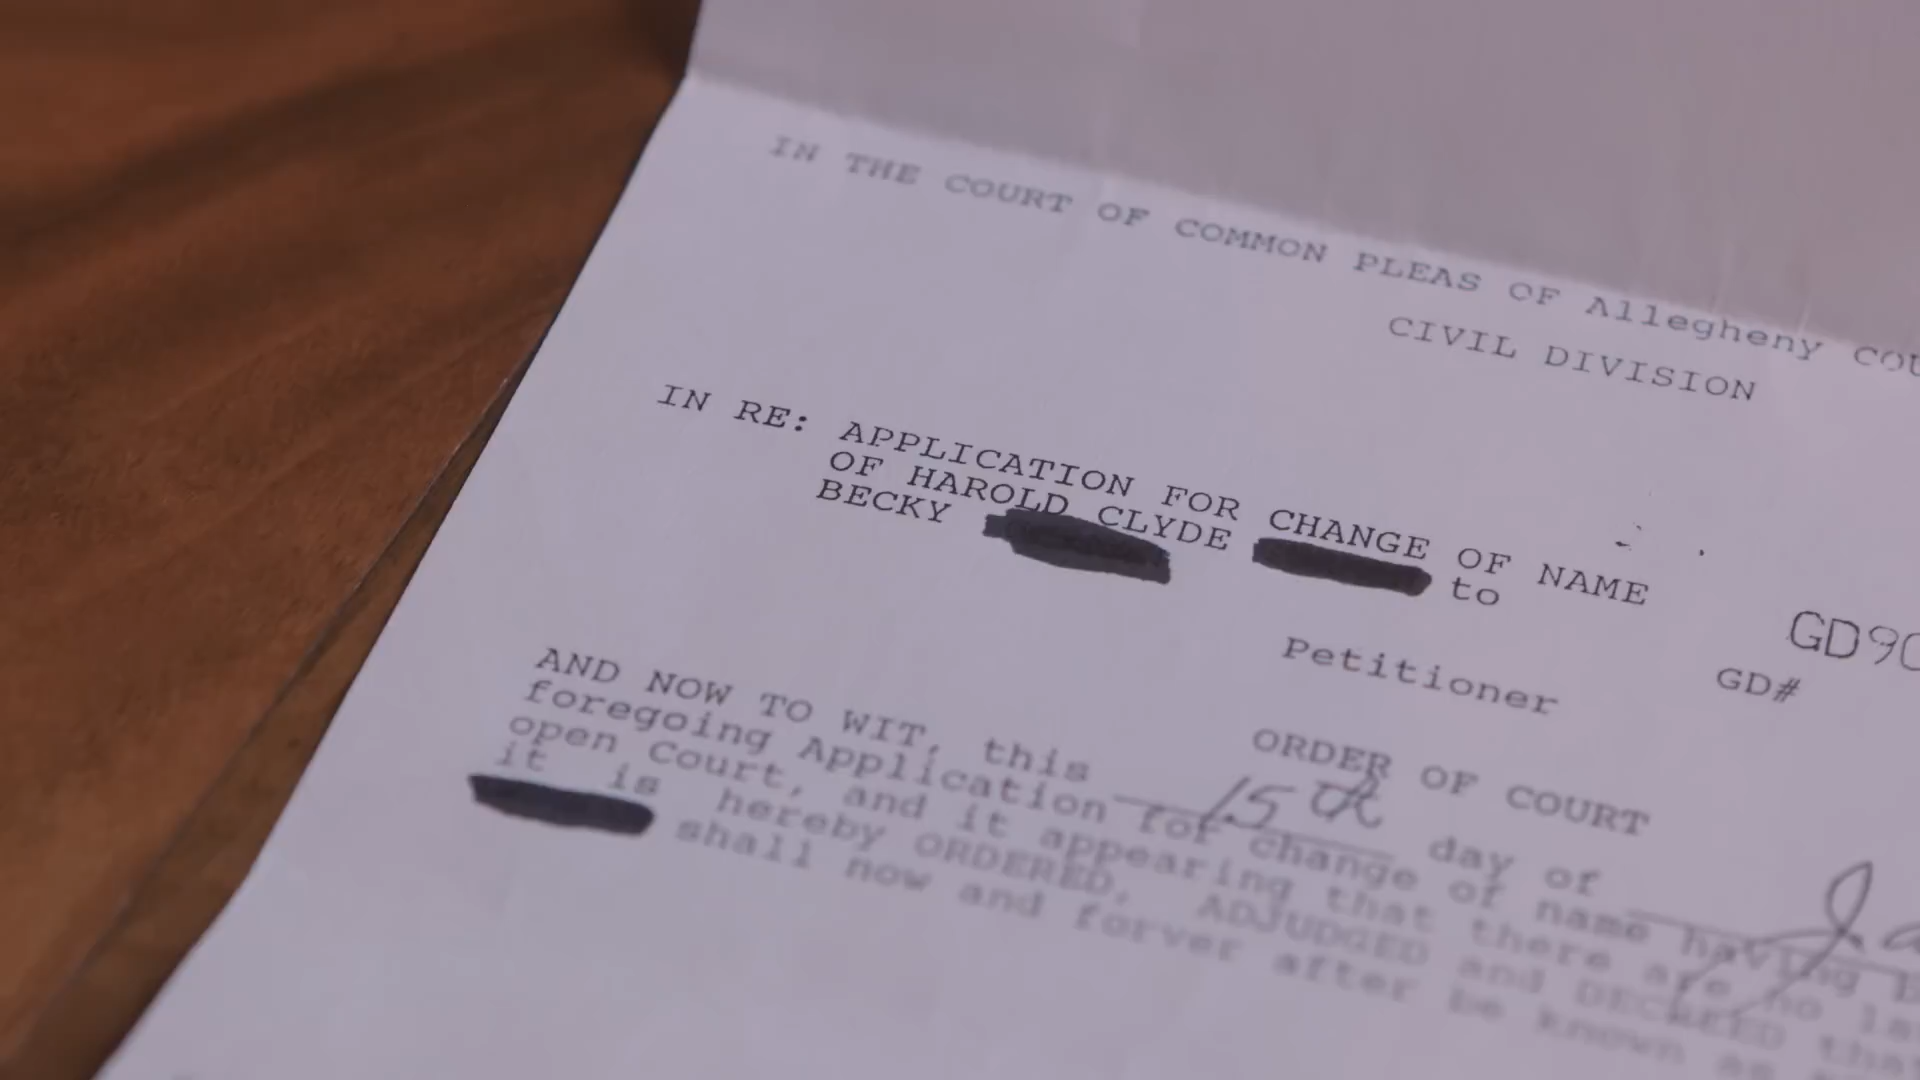 IN THE COURT OF COMMON PLEAS OF Allegheny COU
CIVIL DIVISION
IN RE: APPLICATION FOR CHANGE OF NAME
OF HAROLD CLYDE to
BECKY
Petitioner
GD90
GD#
ORDER OF COURT
AND NOW TO WIT, this 15th day of Ja
foregoing Application for change of name having
open Court, and it appearing that there are no
it is hereby ORDERED, ADJUDGED and DECREED that
shall now and forver after be known as